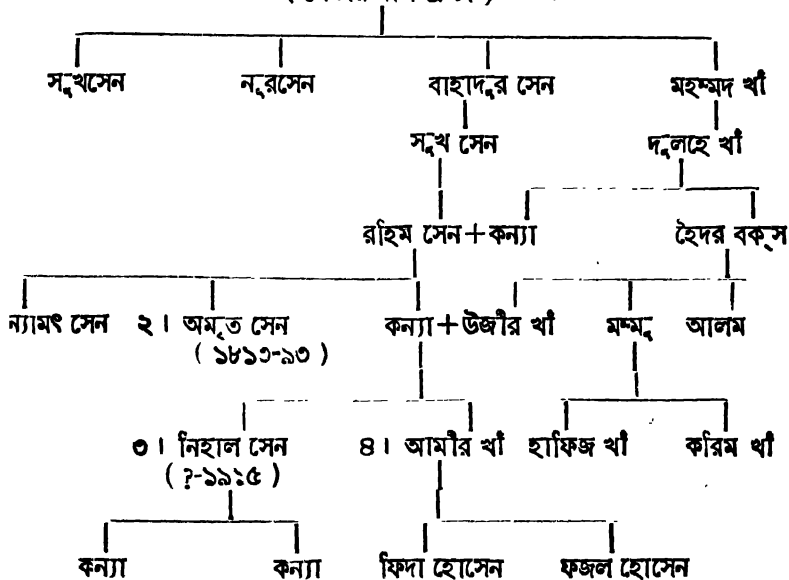 সুখসেন নুরসেন বাহাদুর সেন মহম্মদ খাঁ
সুখ সেন দুলহে খাঁ
রহিম সেন + কন্যা হৈদর বক্‌স
ন্যামৎ সেন ২। অমৃত সেন কন্যা + উজীর খাঁ মম্মু আলম
( ১৮১৩-৯৩ )
৩। নিহাল সেন ৪। আমীর খাঁ হাফিজ খাঁ করিম খাঁ
( ?-১৯১৫ )
কন্যা কন্যা ফিদা হোসেন ফজল হোসেন